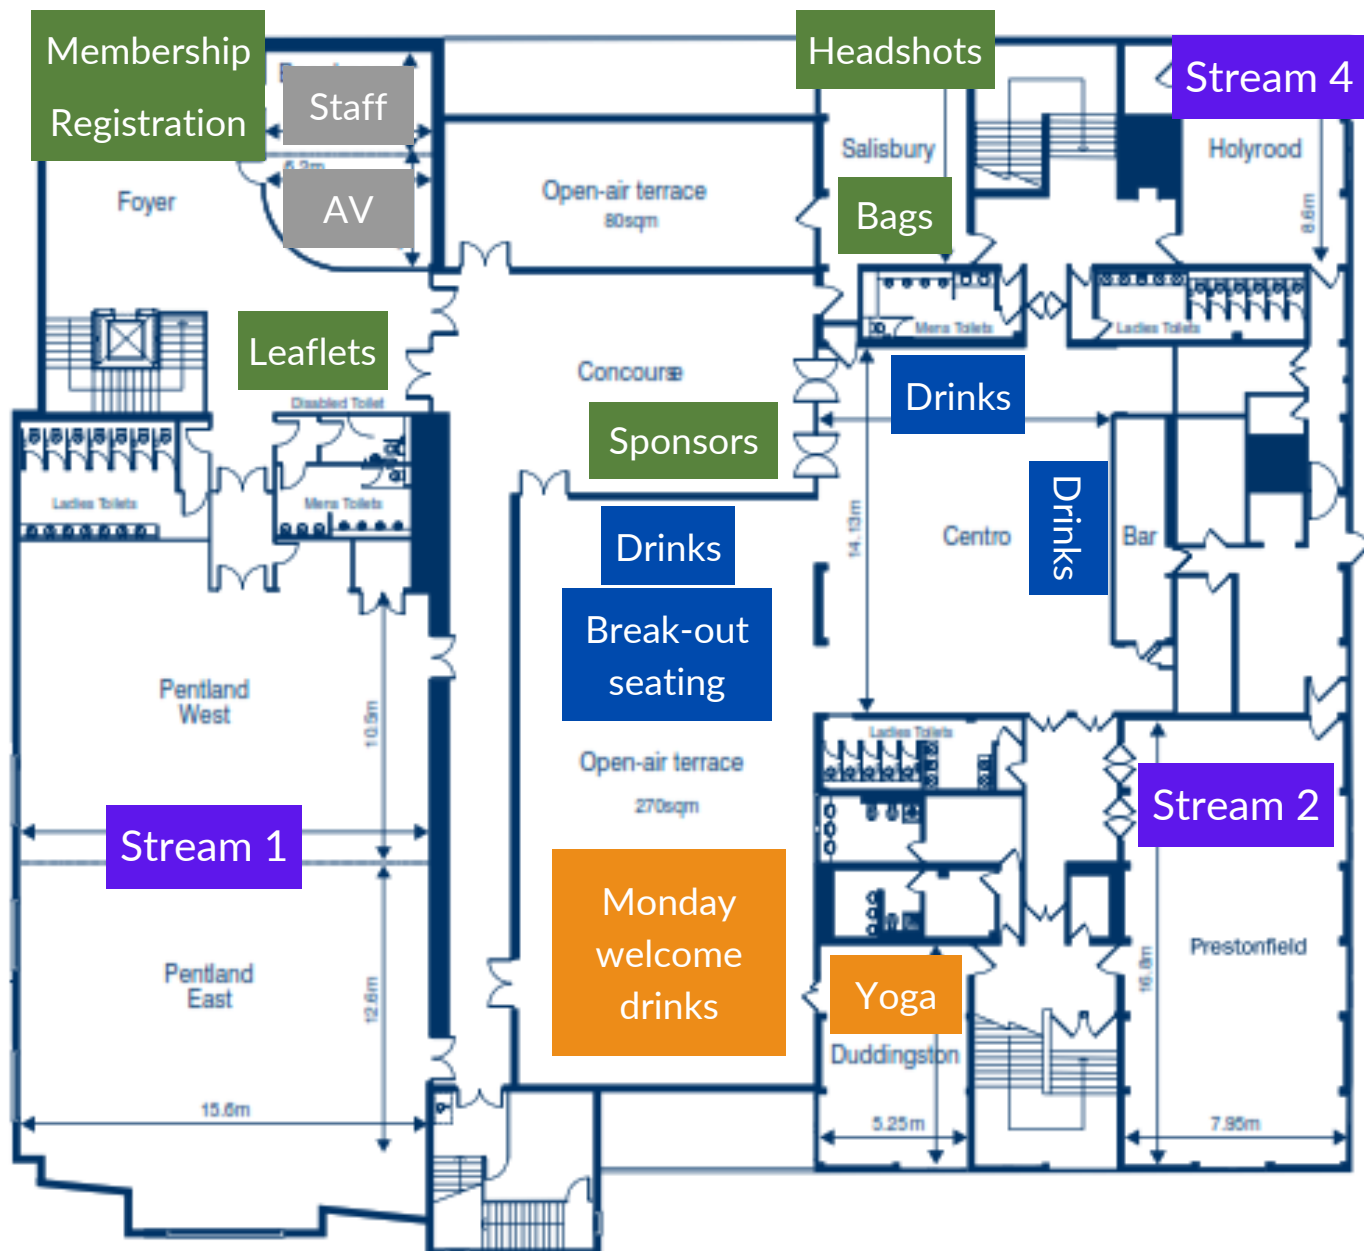 Membership
Registration
Staff
AV
Foyer
Headshots
Stream 4
Salisbury
Holyrood
8.6m
Open-air terrace
80sqm
Bags
Mens Toilets
Ladies Toilets
Leaflets
Concourse
Disabled Toilet
Drinks
Sponsors
Ladies Toilets
Mens Toilets
14.13m
Centro
Drinks
Bar
Drinks
Break-out
seating
Pentland
West
10.5m
Ladies Toilets
Open-air terrace
270sqm
Stream 1
Stream 2
Monday
welcome
drinks
Pentland
East
12.6m
Yoga
Duddingston
Prestonfield
16.8m
15.6m
5.25m
7.95m